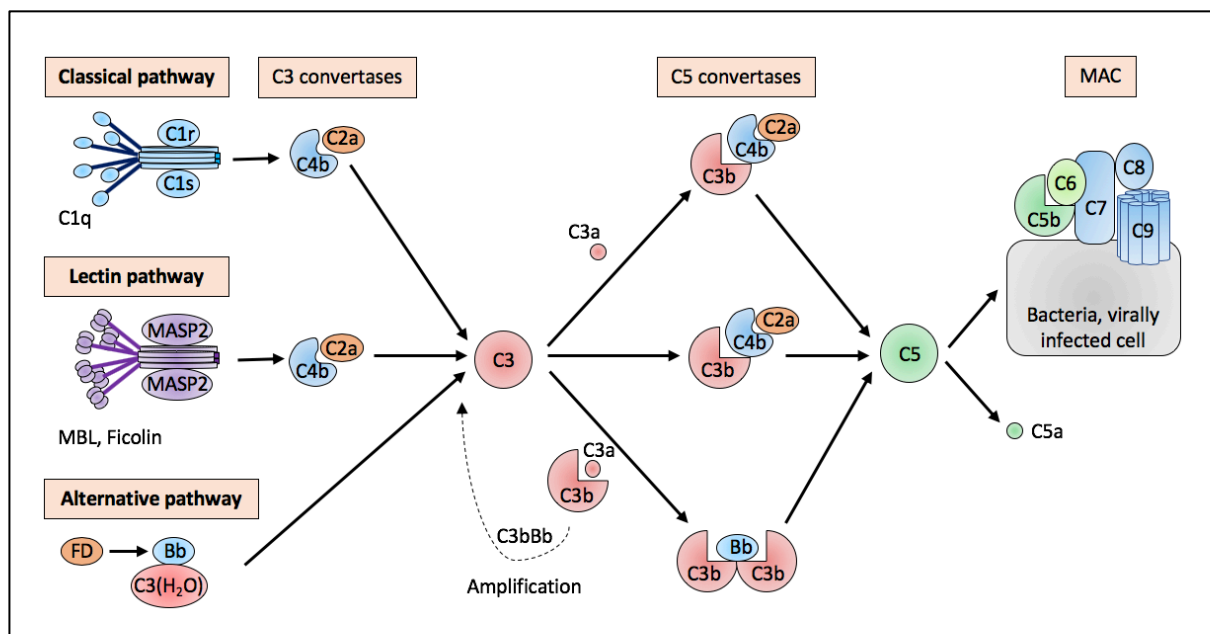 Classical pathway
C3 convertases
C5 convertases
MAC
C1r
C1s
C1q
C4b
C2a
C3b
C4b
C2a
C3a
C5b
C6
C7
C8
C9
Bacteria, virally
infected cell
Lectin pathway
MASP2
MASP2
MBL, Ficolin
C4b
C2a
C3
C3b
C4b
C2a
C5
C5a
Alternative pathway
FD
Bb
C3(H₂O)
C3a
C3b
C3bBb
Amplification
C3b
Bb
C3b